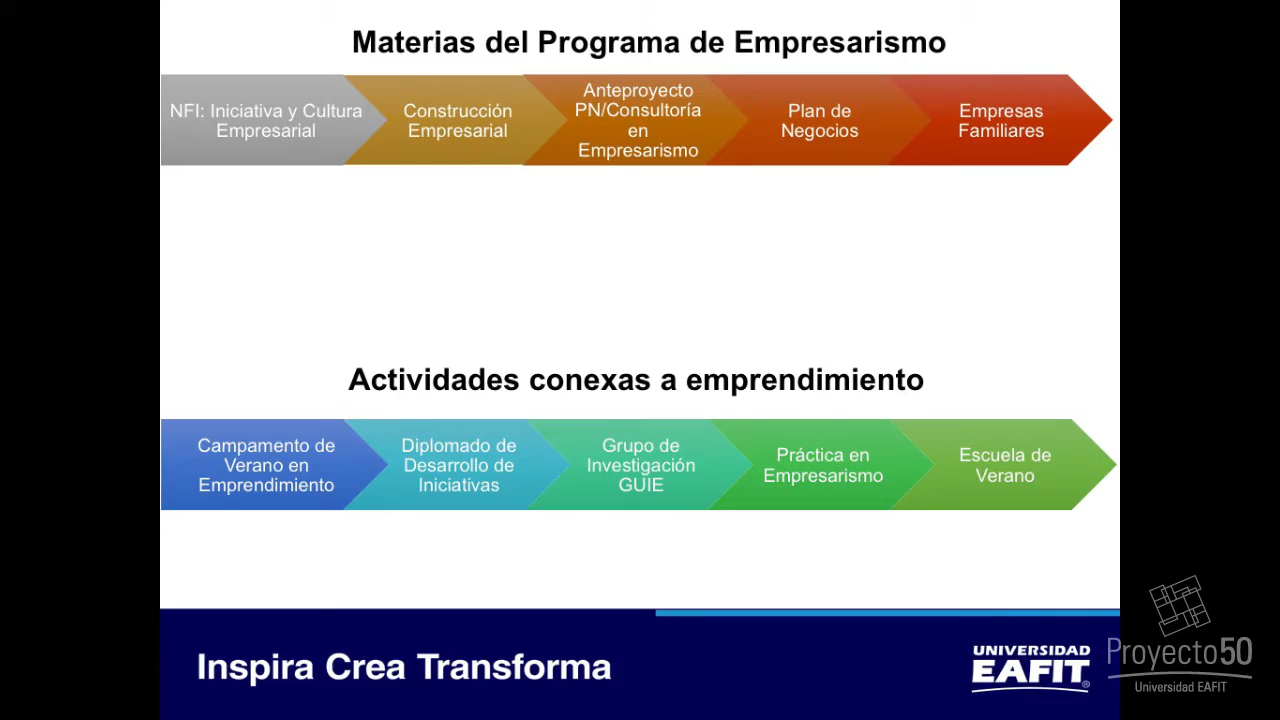 Materias del Programa de Empresarismo
NFI: Iniciativa y Cultura
Empresarial
Construcción
Empresarial
Anteproyecto
PN/Consultoría
en
Empresarismo
Plan de
Negocios
Empresas
Familiares
Actividades conexas a emprendimiento
Campamento de
Verano en
Emprendimiento
Diplomado de
Desarrollo de
Iniciativas
Grupo de
Investigación
GUIE
Práctica en
Empresarismo
Escuela de
Verano
Inspira Crea Transforma
UNIVERSIDAD
EAFIT®
Proyecto50
Universidad EAFIT